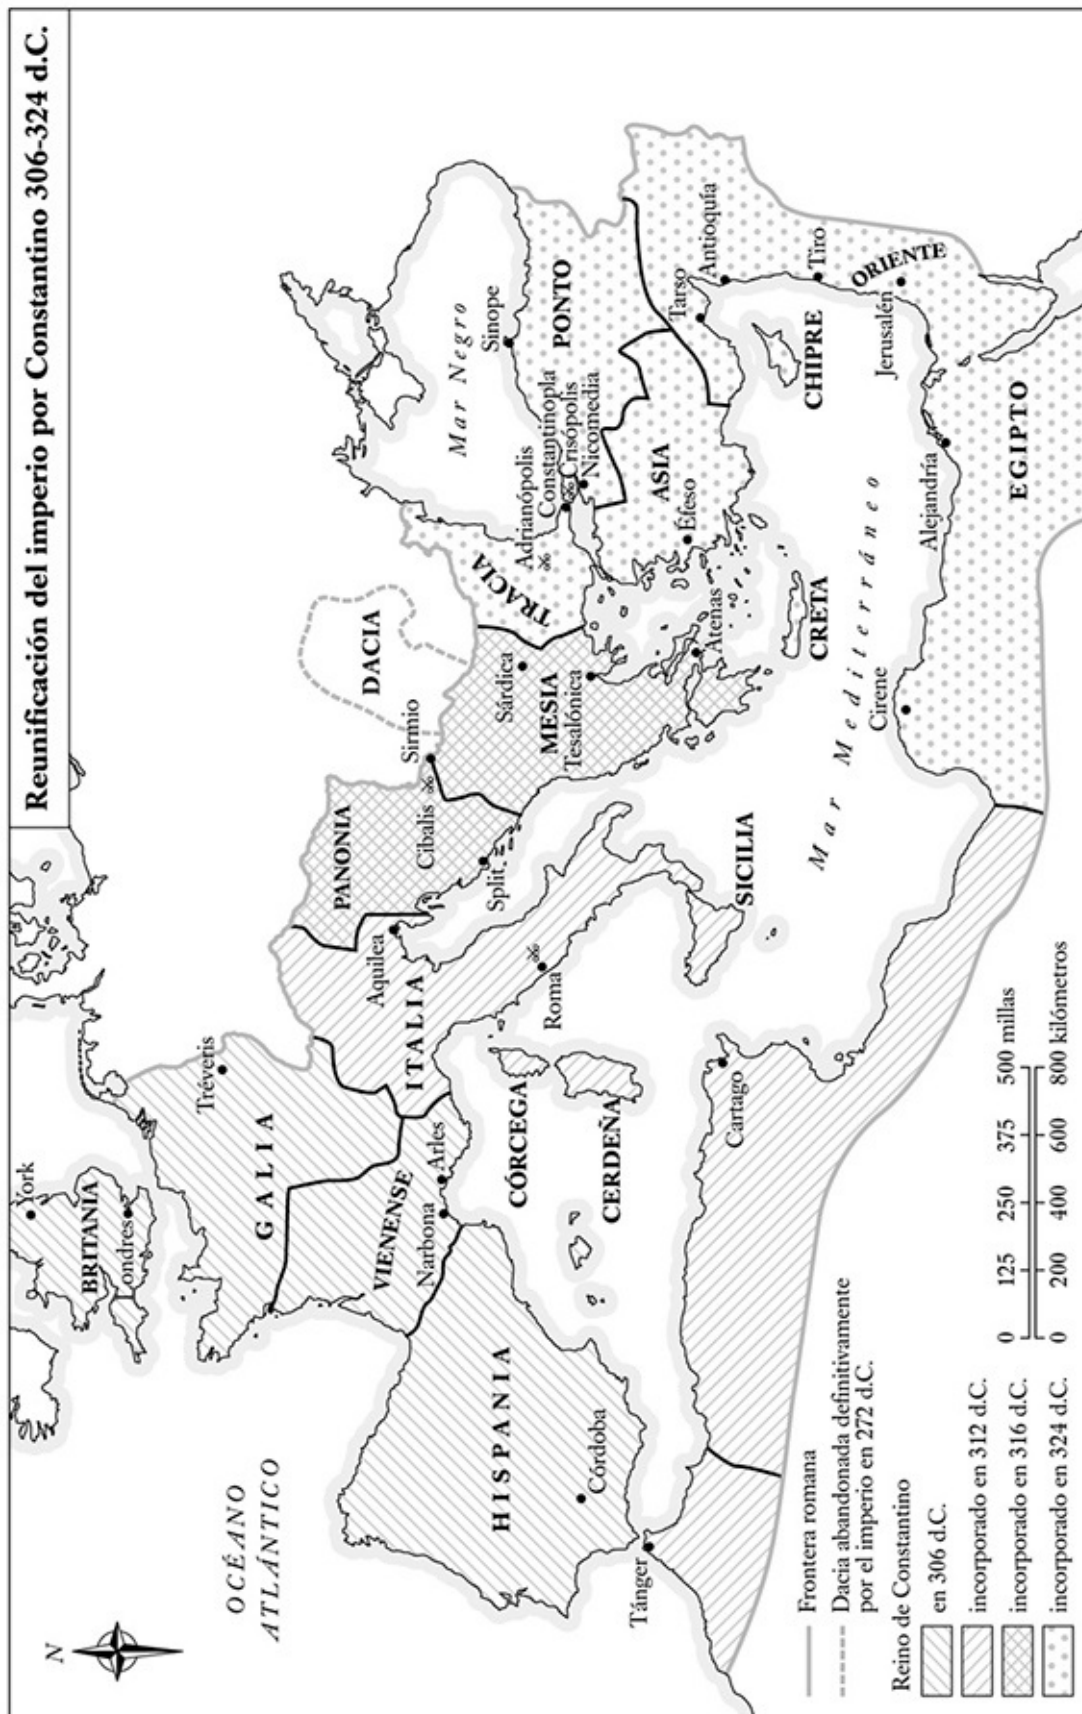 Reunificación del imperio por Constantino 306-324 d.C.
N
OCÉANO
ATLÁNTICO
York
BRITANIA
Londres
GALIA
Tréveris
VIENENSE
Narbona
Arles
HISPANIA
Córdoba
Tánger
ITALIA
Aquilea
Roma
CÓRCEGA
CERDEÑA
SICILIA
Cartago
PANONIA
Cibalis
Sirmio
Split
DACIA
MESIA
Sárdica
Tesalónica
Atenas
TRACIA
Adrianópolis
Constantinopla
Crisópolis
Nicomedia
Mar Negro
Sinope
PONTO
ASIA
Éfeso
Tarso
Antioquía
Tiro
ORIENTE
Jerusalén
CHIPRE
CRETA
Mar Mediterráneo
Cirene
Alejandría
EGIPTO
Frontera romana
Dacia abandonada definitivamente
por el imperio en 272 d.C.
Reino de Constantino
en 306 d.C.
incorporado en 312 d.C.
incorporado en 316 d.C.
incorporado en 324 d.C.
0 125 250 375 500 millas
0 200 400 600 800 kilómetros